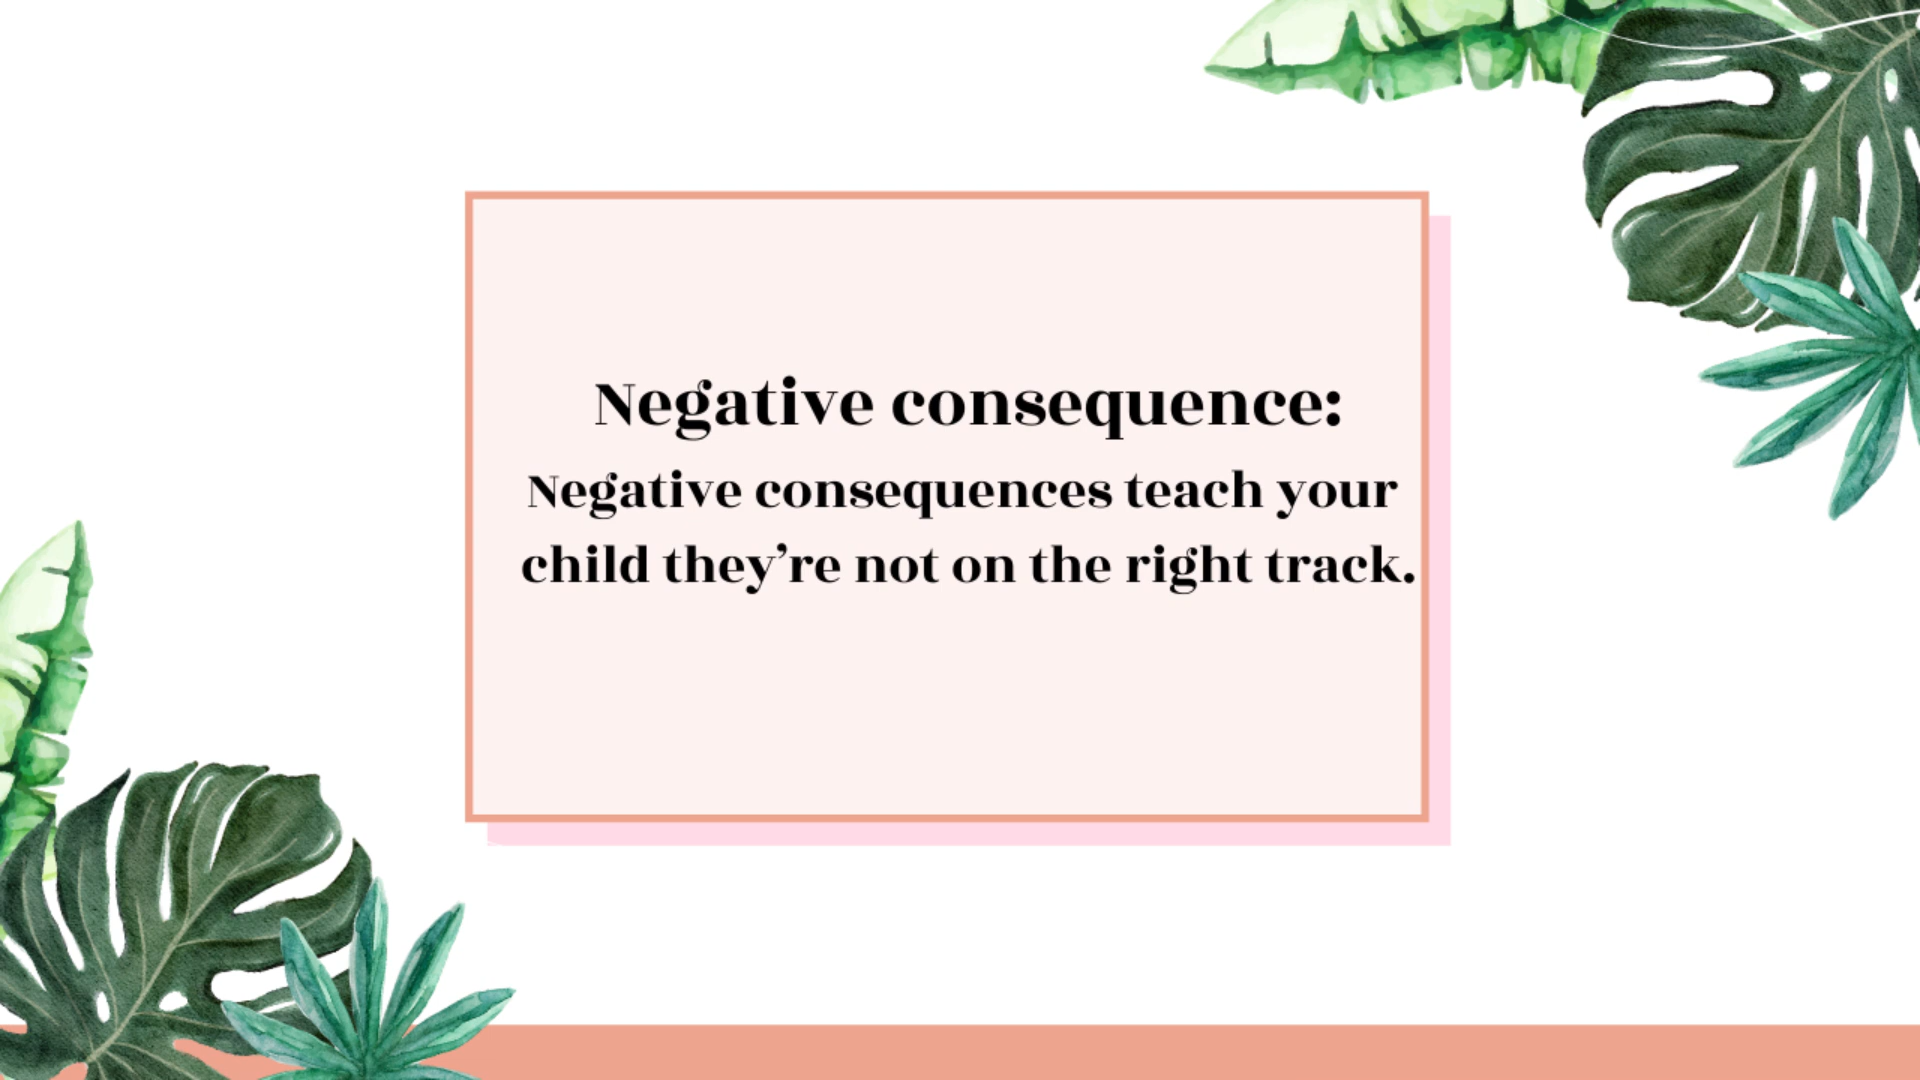 Negative consequence:
Negative consequences teach your
child they’re not on the right track.